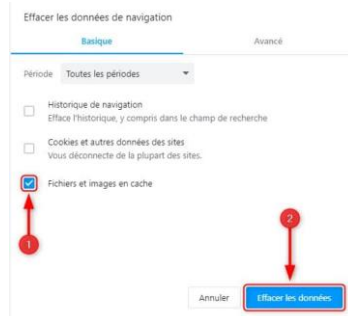 Effacer les données de navigation
Basique Avancé
Période Toutes les périodes
Historique de navigation
Efface l'historique, y compris dans le champ de recherche
Cookies et autres données des sites
Vous déconnecte de la plupart des sites.
Fichiers et images en cache
2
1
Annuler Effacer les données